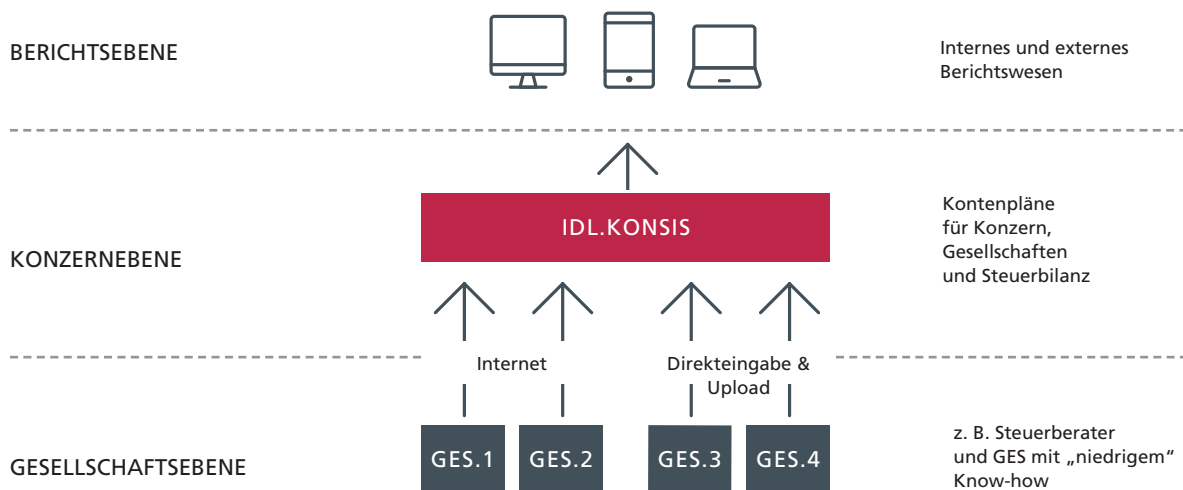 BERICHTSEBENE
Internes und externes
Berichtswesen
IDL.KONSIS
KONZERNEBENE
Kontenpläne
für Konzern,
Gesellschaften
und Steuerbilanz
Internet
Direkteingabe &
Upload
GESELLSCHAFTSEBENE
GES.1
GES.2
GES.3
GES.4
z. B. Steuerberater
und GES mit „niedrigem“
Know-how